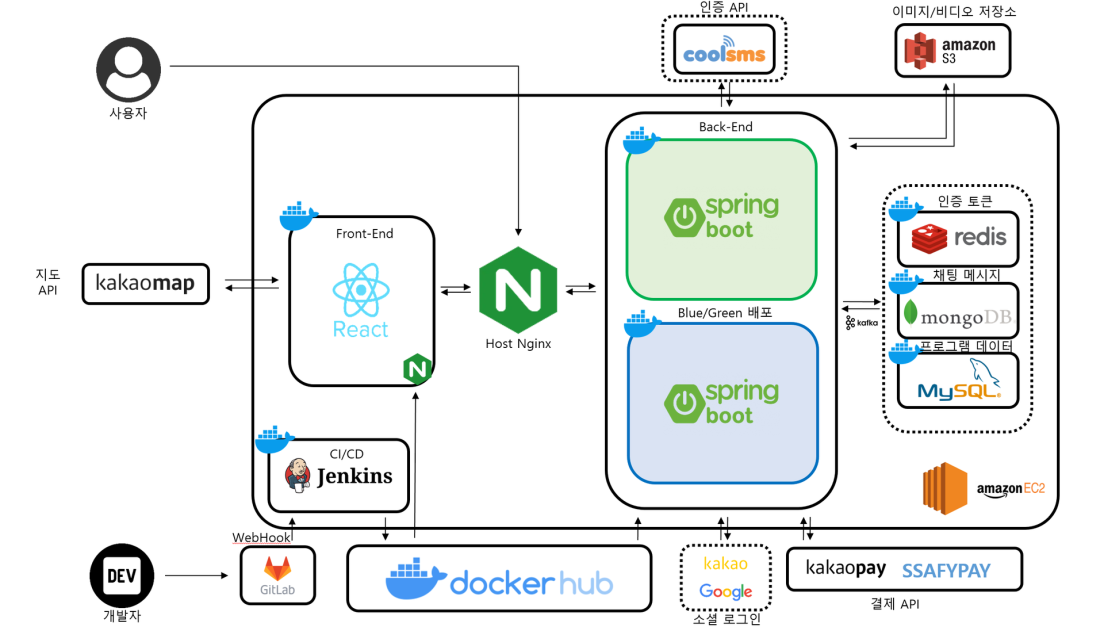 인증 API
coolsms
이미지/비디오 저장소
amazon
S3
사용자
Back-End
spring
boot
인증 토큰
redis
Front-End
React
N
지도
API
kakaomap
N
Host Nginx
채팅 메시지
mongoDB.
kafka
Blue/Green 배포
spring
boot
프로그램 데이터
MySQL®
CI/CD
Jenkins
amazon EC2
WebHook
GitLab
DEV
개발자
dockerhub
kakao
Google
소셜 로그인
kakaopay SSAFYPAY
결제 API